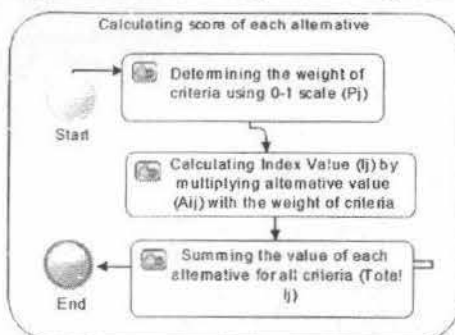 Calculating score of each alternative
Determining the weight of
criteria using 0-1 scale (Pj)
Start
Calculating Index Value (Ij) by
multiplying alternative value
(Aij) with the weight of criteria
Summing the value of each
alternative for all criteria (Total
Ij)
End